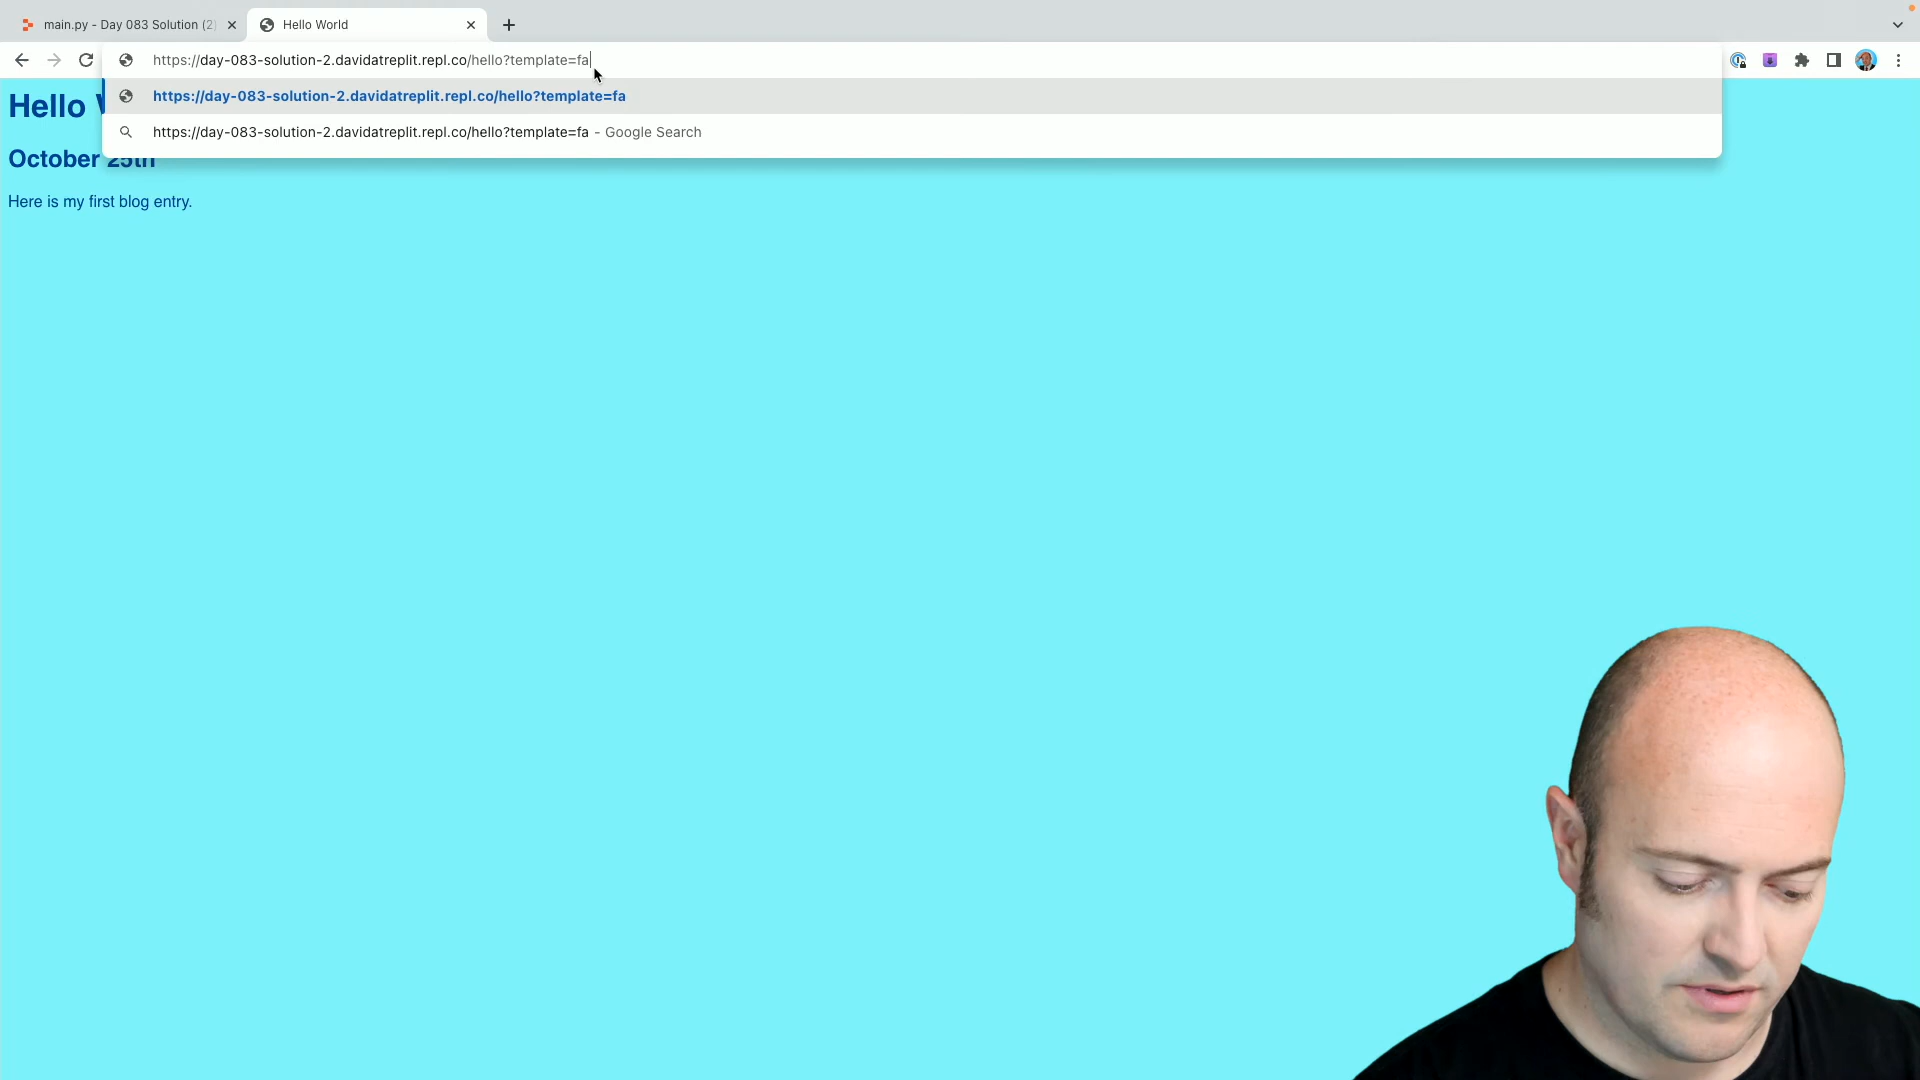 main.py - Day 083 Solution (2)
Hello World
https://day-083-solution-2.davidatreplit.repl.co/hello?template=fa
https://day-083-solution-2.davidatreplit.repl.co/hello?template=fa
https://day-083-solution-2.davidatreplit.repl.co/hello?template=fa - Google Search
Hello
October 25th
Here is my first blog entry.